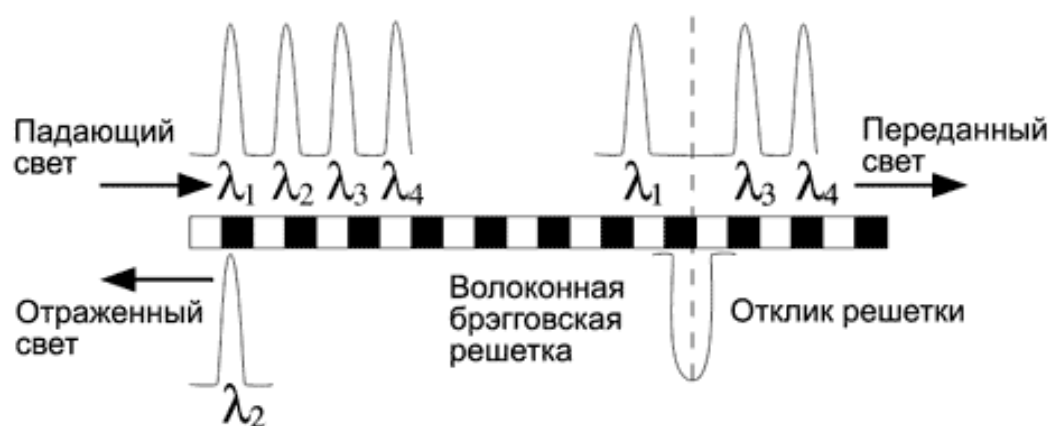 Падающий
свет
λ1 λ2 λ3 λ4
λ1 λ3 λ4
Переданный
свет
Отраженный
свет
λ2
Волоконная
брэгговская
решетка
Отклик решетки